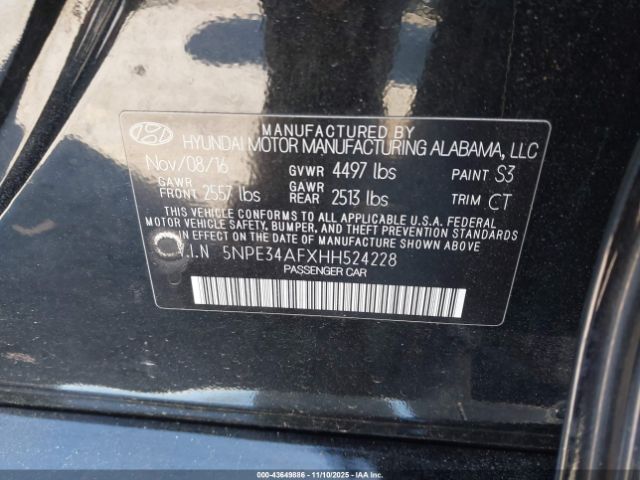 MANUFACTURED BY
HYUNDAI MOTOR MANUFACTURING ALABAMA, LLC
Nov/08/16 GVWR 4497 lbs PAINT S3
GAWR FRONT 2557 lbs GAWR REAR 2513 lbs TRIM CT
THIS VEHICLE CONFORMS TO ALL APPLICABLE U.S.A. FEDERAL
MOTOR VEHICLE SAFETY, BUMPER, AND THEFT PREVENTION STANDARDS
IN EFFECT ON THE DATE OF MANUFACTURE SHOWN ABOVE.
V.I.N 5NPE34AFXHH524228
PASSENGER CAR
000-43649886 - 11/10/2025 - IAAI.COM